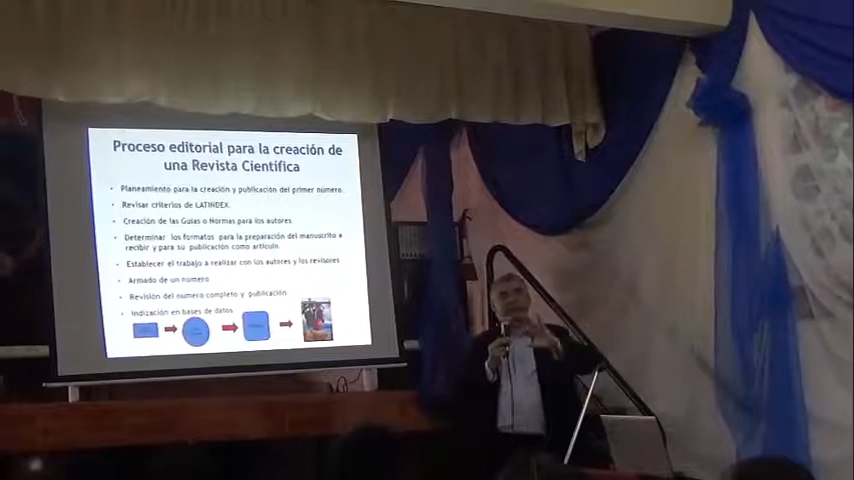 Proceso editorial para la creación de
una Revista Científica
• Planeamiento para la creación y publicación del primer número.
• Revisar criterios de LATINDEX.
• Creación de las Guías o Normas para los autores
• Determinar los formatos para la preparación del manuscrito a
recibir y para su publicación como artículo.
• Establecer el trabajo a realizar con los autores y los revisores
• Armado de un número
• Revisión del número completo y publicación
• Indización en bases de datos